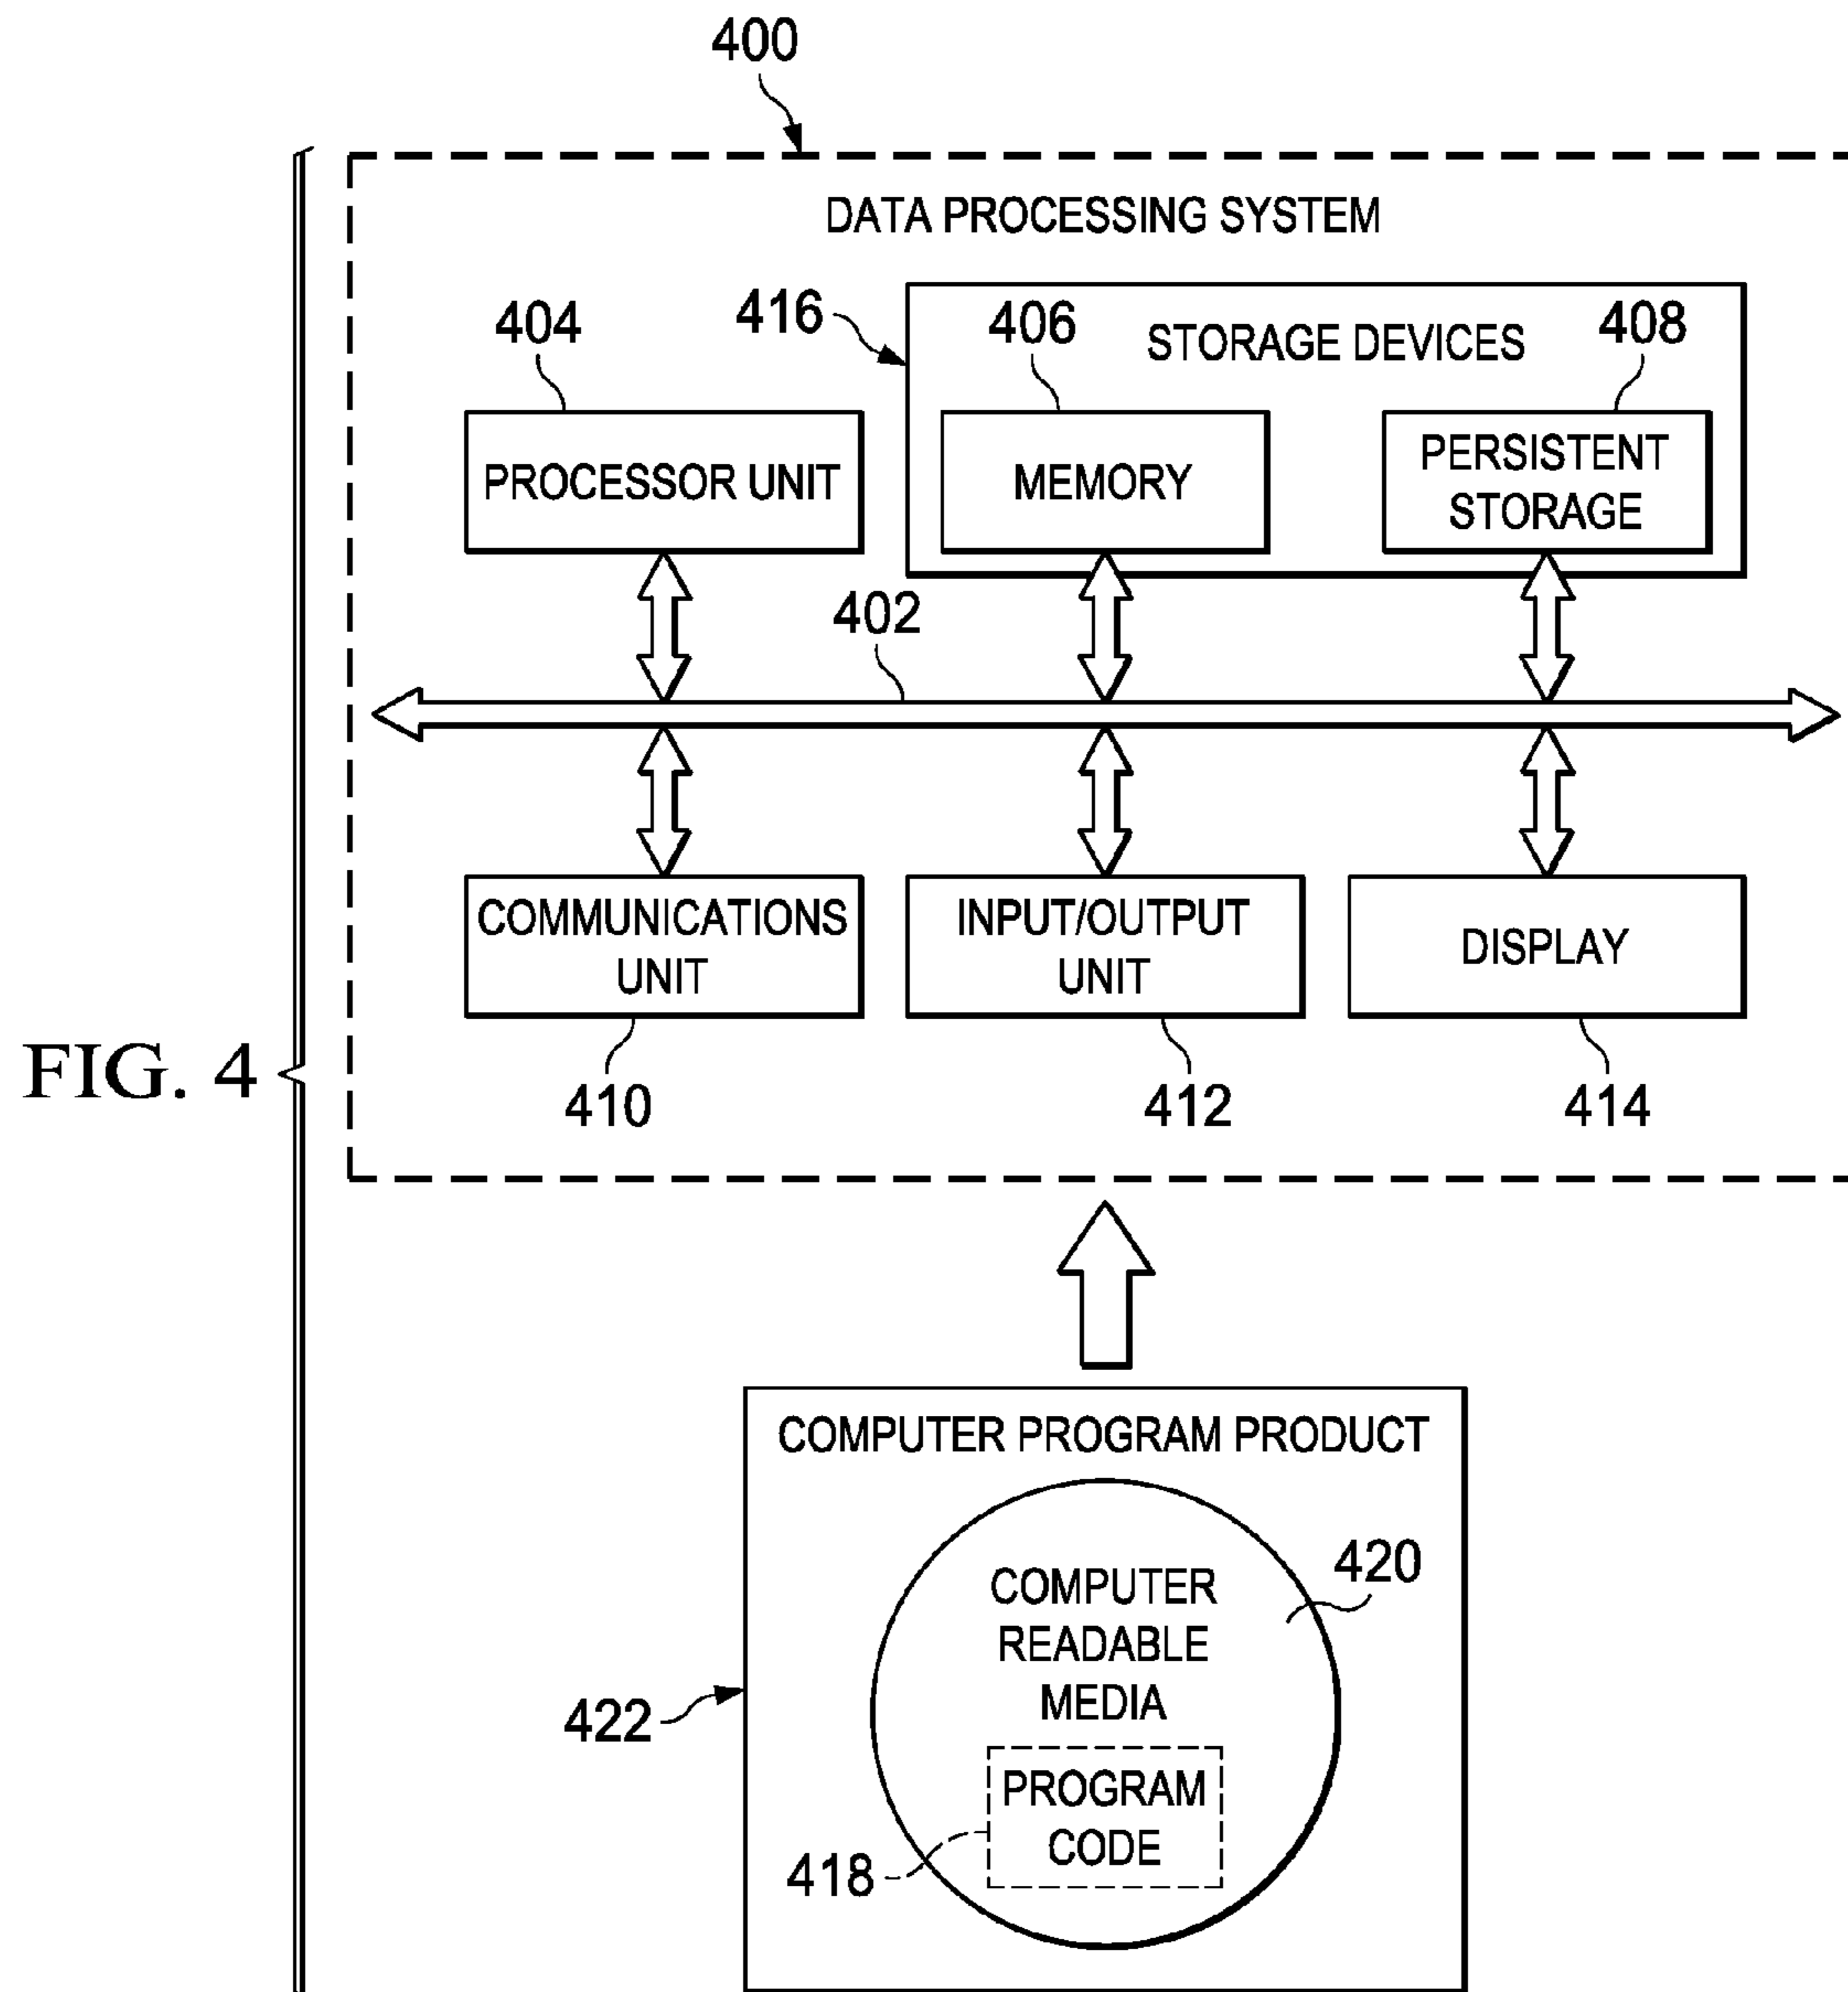 400
DATA PROCESSING SYSTEM
416
STORAGE DEVICES
404
406
408
PROCESSOR UNIT
MEMORY
PERSISTENT
STORAGE
402
COMMUNICATIONS
UNIT
INPUT/OUTPUT
UNIT
DISPLAY
410
412
414
FIG. 4
COMPUTER PROGRAM PRODUCT
420
COMPUTER
READABLE
MEDIA
422
PROGRAM
CODE
418